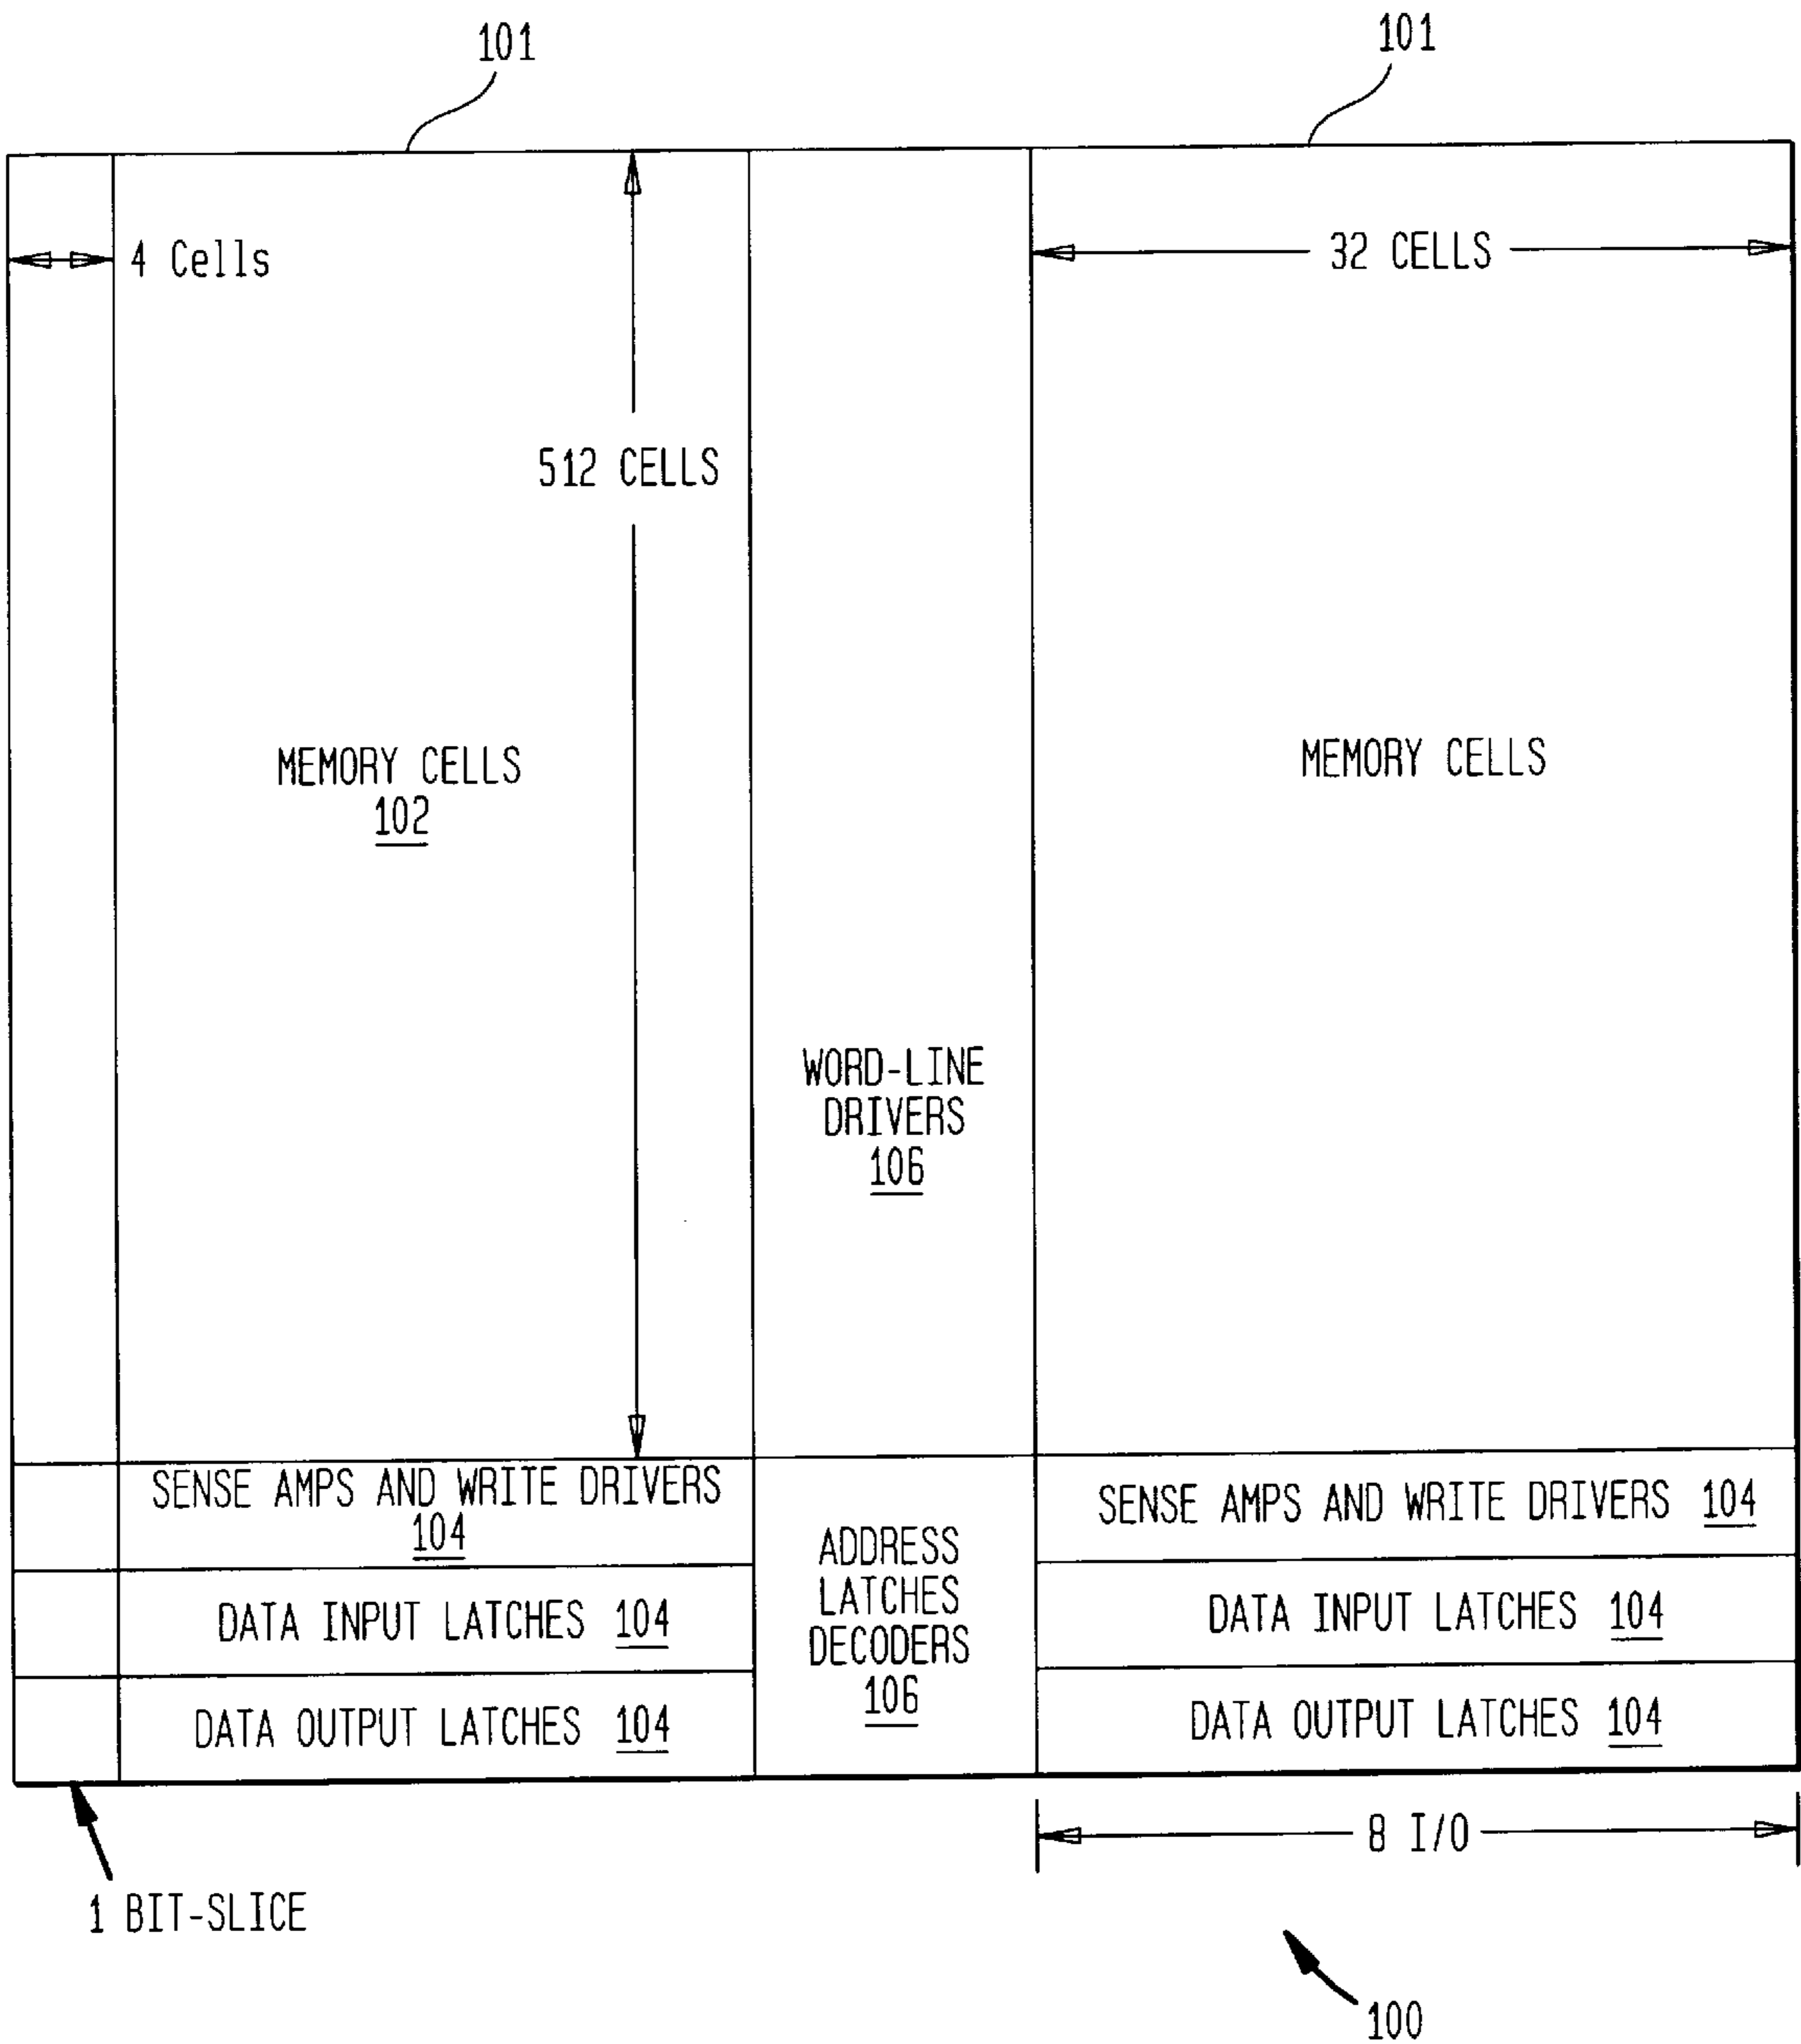 101
101
4 Cells
32 CELLS
512 CELLS
MEMORY CELLS
102
MEMORY CELLS
WORD-LINE
DRIVERS
106
SENSE AMPS AND WRITE DRIVERS
104
SENSE AMPS AND WRITE DRIVERS 104
ADDRESS
LATCHES
DECODERS
106
DATA INPUT LATCHES 104
DATA INPUT LATCHES 104
DATA OUTPUT LATCHES 104
DATA OUTPUT LATCHES 104
8 I/O
1 BIT-SLICE
100